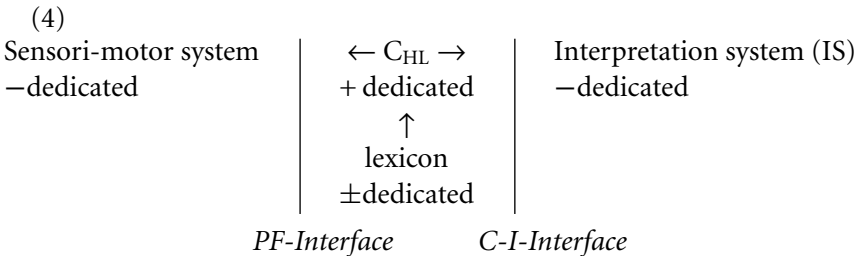 (4)
Sensori-motor system ← C_HL → Interpretation system (IS)
−dedicated + dedicated −dedicated
↑
lexicon
±dedicated
PF-Interface C-I-Interface